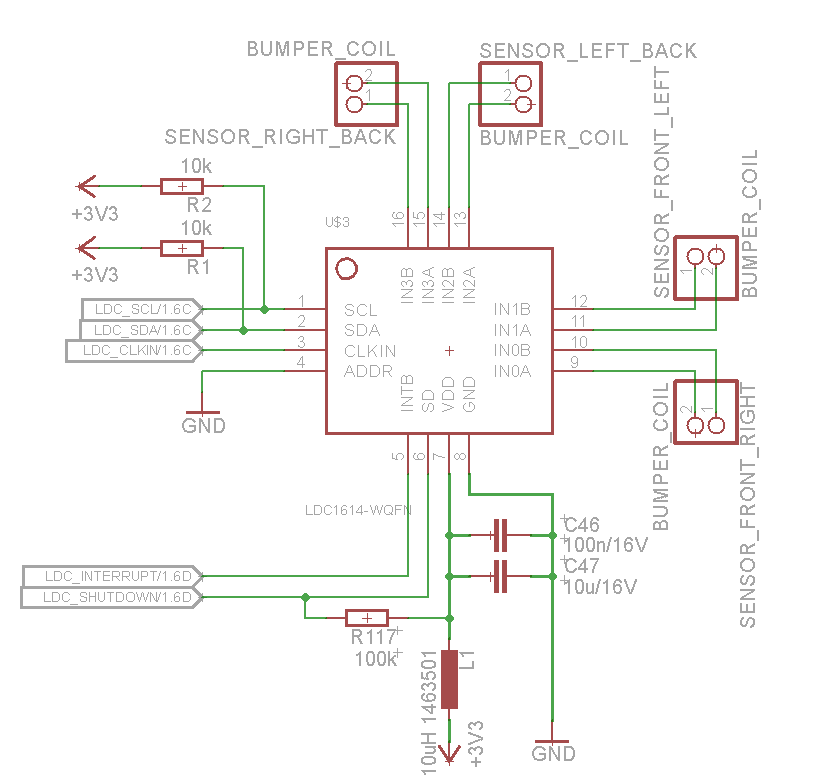 BUMPER_COIL
SENSOR_LEFT_BACK
2
1
1
2
SENSOR_RIGHT_BACK
BUMPER_COIL
SENSOR_FRONT_LEFT
BUMPER_COIL
10k
R2
+3V3
10k
R1
+3V3
U$3
16
15
14
13
IN3B
IN3A
IN2B
IN2A
1
2
LDC_SCL/1.6C
1
SCL
IN1B
12
LDC_SDA/1.6C
2
SDA
IN1A
11
LDC_CLKIN/1.6C
3
CLKIN
IN0B
10
4
ADDR
IN0A
9
GND
INTB
SD
VDD
GND
2
1
BUMPER_COIL
SENSOR_FRONT_RIGHT
5
6
7
8
LDC1614-WQFN
C46
100n/16V
C47
10u/16V
LDC_INTERRUPT/1.6D
LDC_SHUTDOWN/1.6D
R117
100k
L1
10uH 1463501
+3V3
GND